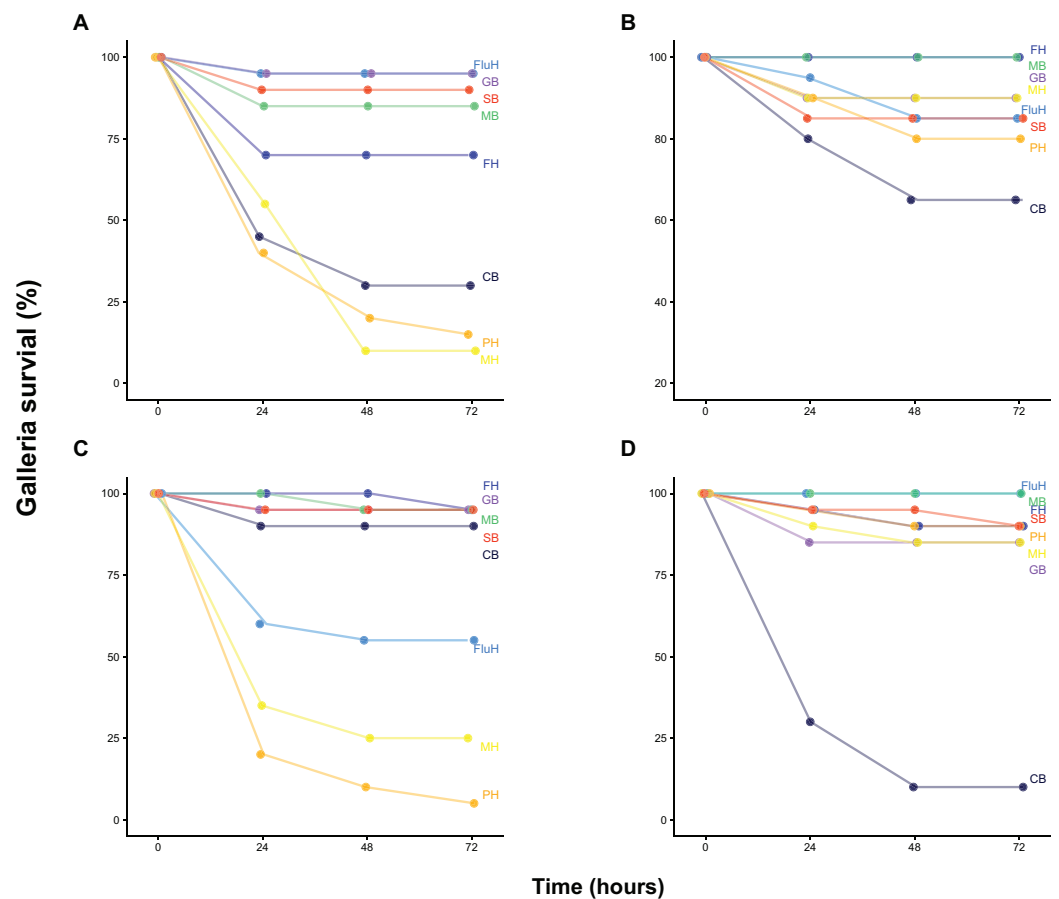 A
100
75
50
25
0
0 24 48 72
FluH
GB
SB
MB
FH
CB
PH
MH
B
100
80
60
40
20
0 24 48 72
FH
MB
GB
MH
FluH
SB
PH
CB
Galleria survial (%)
C
100
75
50
25
0
0 24 48 72
FH
GB
MB
SB
CB
FluH
MH
PH
D
100
75
50
25
0
0 24 48 72
FluH
MB
FH
SB
PH
MH
GB
CB
Time (hours)